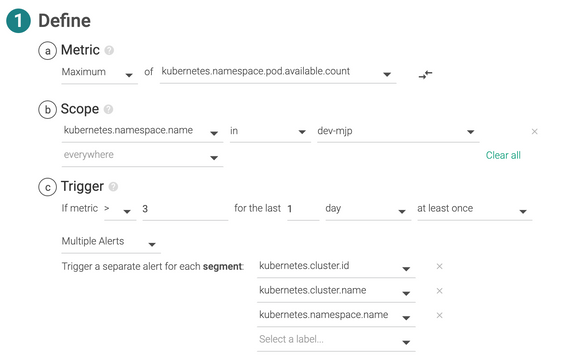 1 Define
a Metric ?
Maximum of kubernetes.namespace.pod.available.count
b Scope ?
kubernetes.namespace.name in dev-mjp ×
everywhere Clear all
c Trigger ?
If metric > 3 for the last 1 day at least once
Multiple Alerts
Trigger a separate alert for each segment: kubernetes.cluster.id ×
kubernetes.cluster.name ×
kubernetes.namespace.name ×
Select a label...